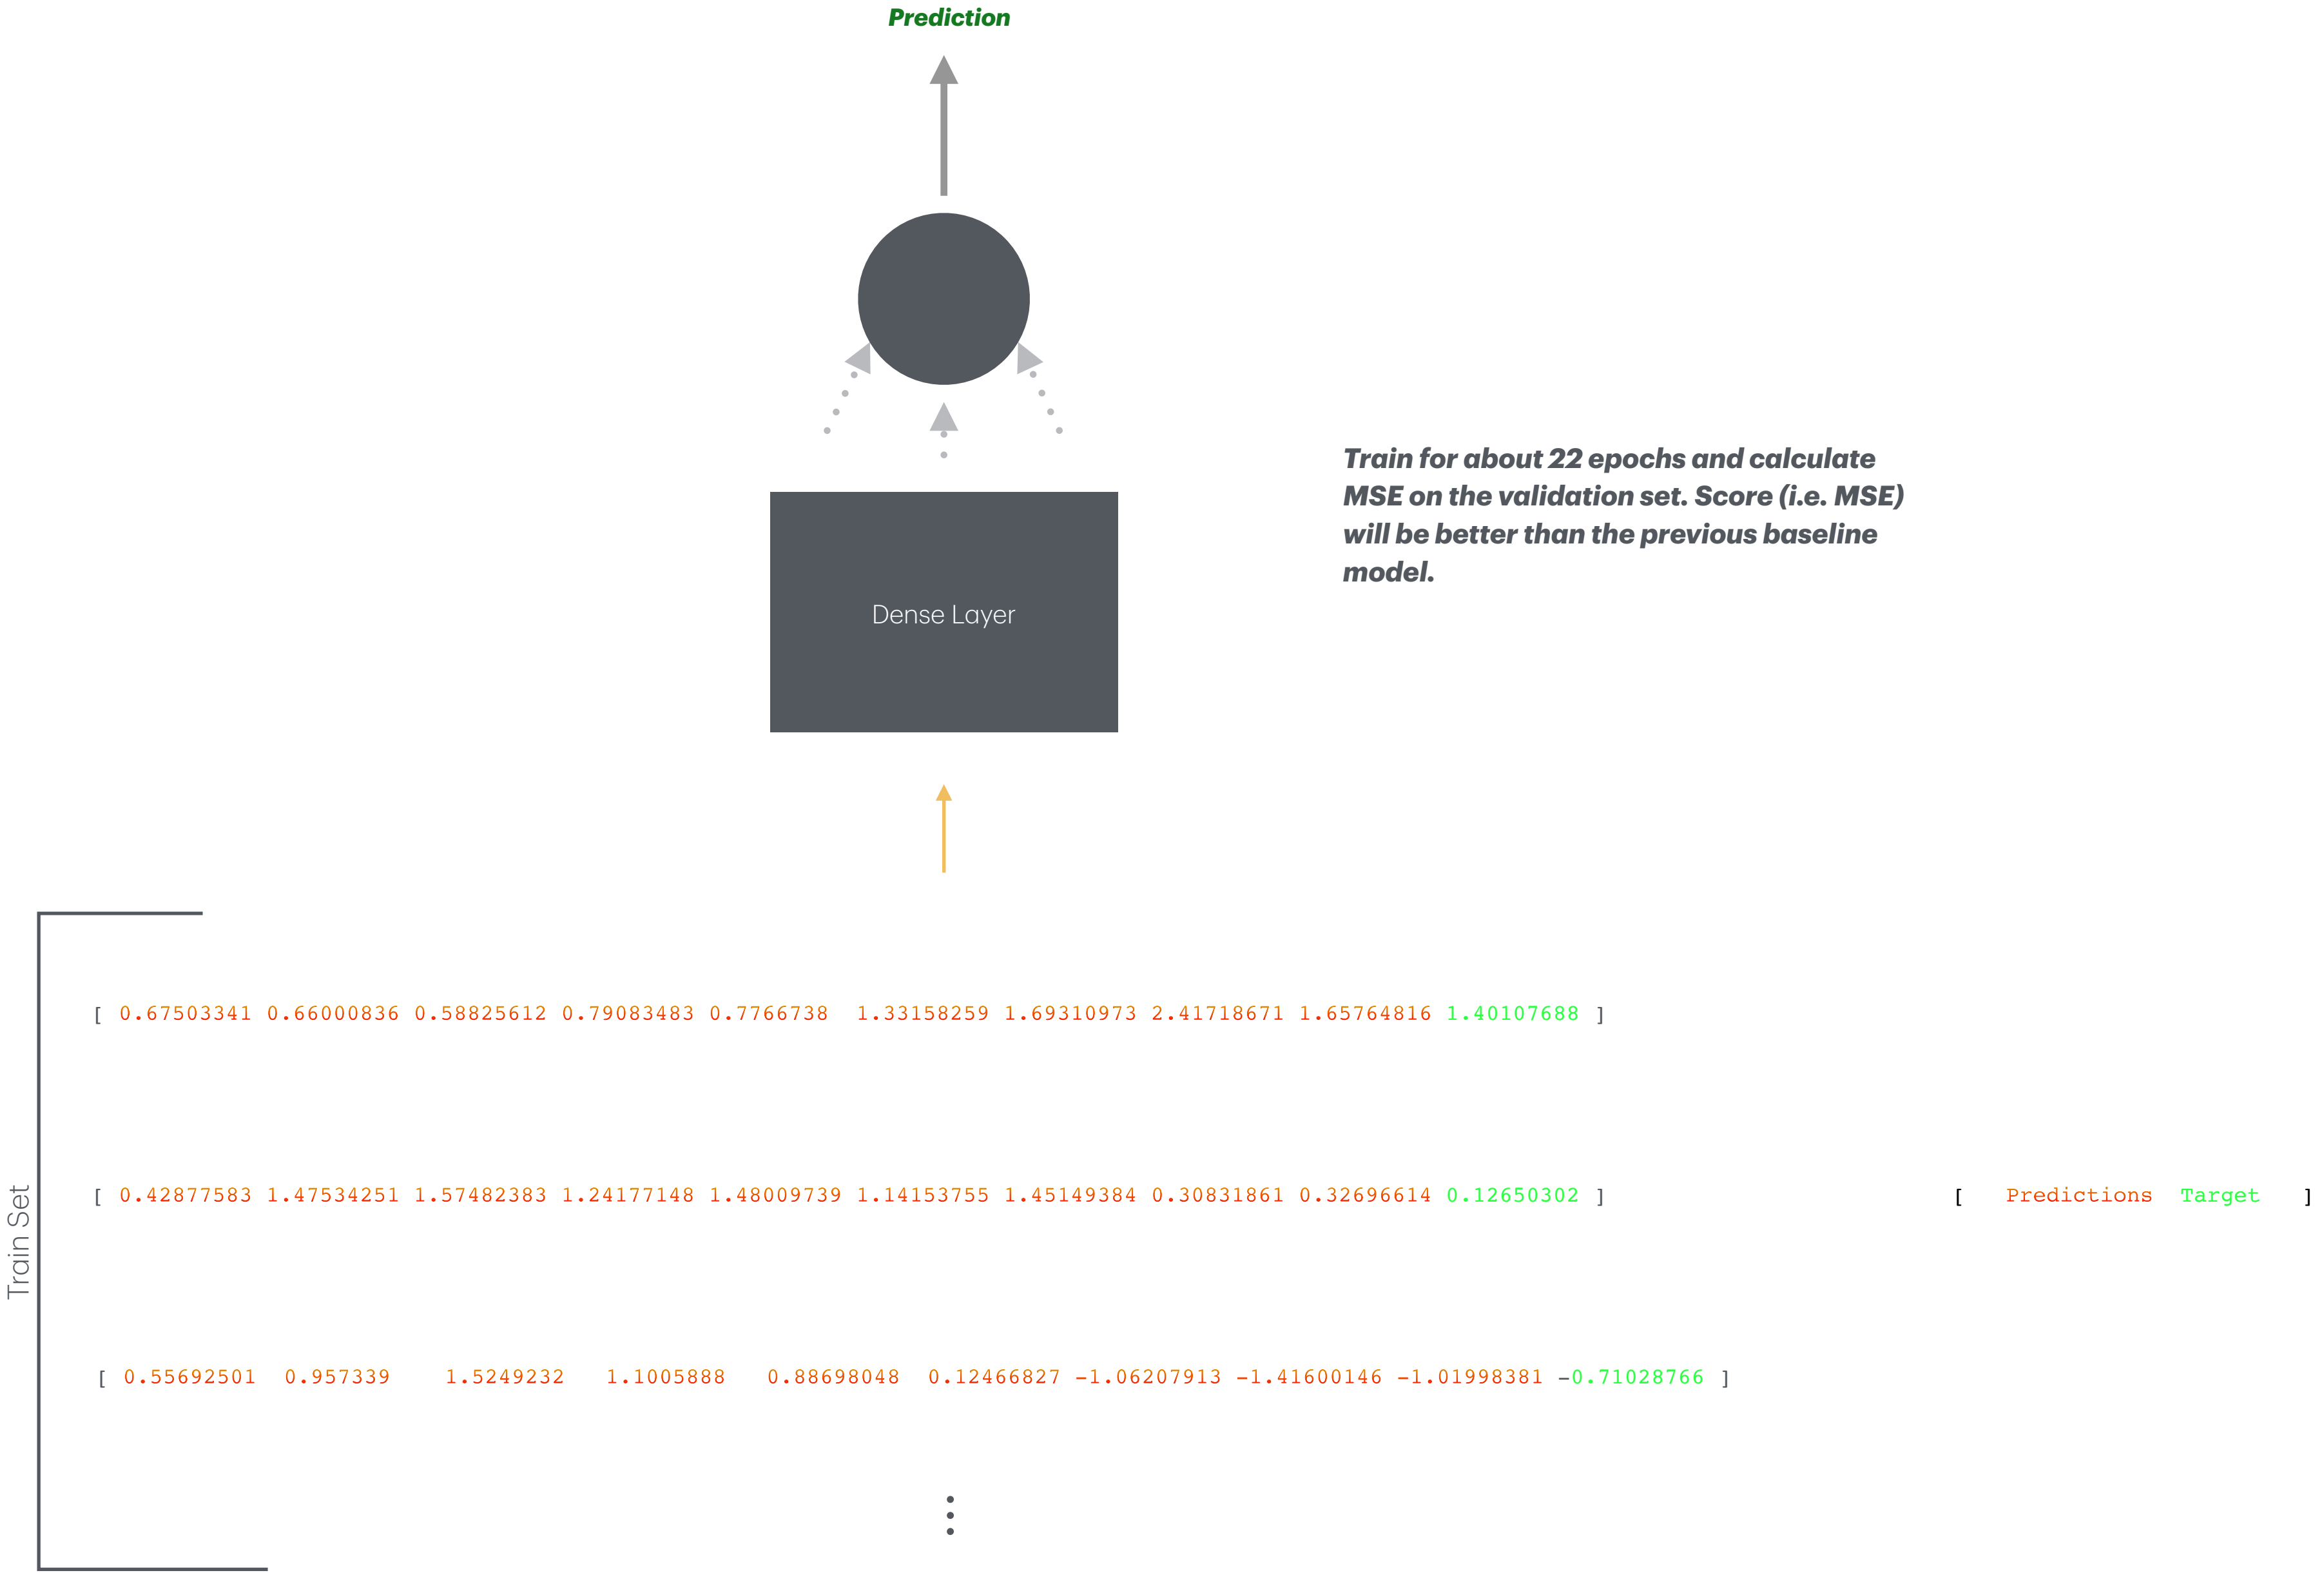 Prediction
Train for about 22 epochs and calculate
MSE on the validation set. Score (i.e. MSE)
will be better than the previous baseline
model.
Dense Layer
Train Set
[ 0.67503341 0.66000836 0.58825612 0.79083483 0.7766738 1.33158259 1.69310973 2.41718671 1.65764816 1.40107688 ]
[ 0.42877583 1.47534251 1.57482383 1.24177148 1.48009739 1.14153755 1.45149384 0.30831861 0.32696614 0.12650302 ]
[ Predictions Target ]
[ 0.55692501 0.957339 1.5249232 1.1005888 0.88698048 0.12466827 -1.06207913 -1.41600146 -1.01998381 -0.71028766 ]